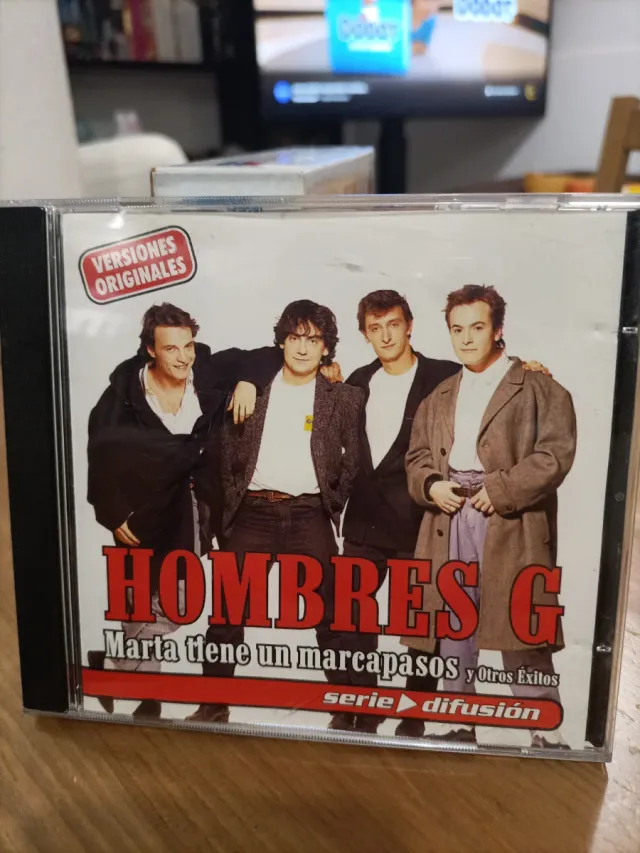 VERSIONES
ORIGINALES
HOMBRES G
Marta tiene un marcapasos y Otros Éxitos
serie difusión